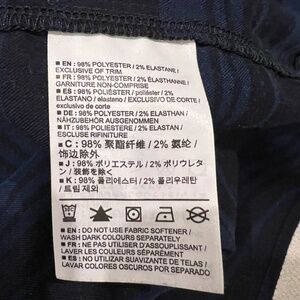 ■ EN : 98% POLYESTER / 2% ELASTANE /
EXCLUSIVE OF TRIM
■ FR : 98% POLYESTER / 2% ÉLASTHANNE /
GARNITURE NON-COMPRISE
■ ES : 98% POLIÉSTER / poliéster / 2%
ELASTANO / elastano / EXCLUSIVO DE CORTE /
exclusivo de corte
■ DE : 98% POLYESTER / 2% ELASTHAN /
NÄHZUBEHÖR AUSGENOMMEN
■ IT : 98% POLIESTERE / 2% ELASTAN /
ESCLUSE RIFINITURE
■ C : 98% 聚酯纤维 / 2% 氨纶 /
饰边除外
■ J : 98% ポリエステル / 2% ポリウレタ
ン / 装飾を除く
■ K : 98% 폴리에스터 / 2% 폴리우레탄
/ 트림 제외
■ EN : DO NOT USE FABRIC SOFTENER /
WASH DARK COLOURS SEPARATELY
■ FR : NE PAS UTILISER D'ASSOUPLISSANT /
LAVER LES COULEURS FONCÉES SÉPARÉMENT
■ ES : NO UTILIZAR SUAVIZANTE DE TELAS /
LAVAR COLORES OSCUROS POR SEPARADO